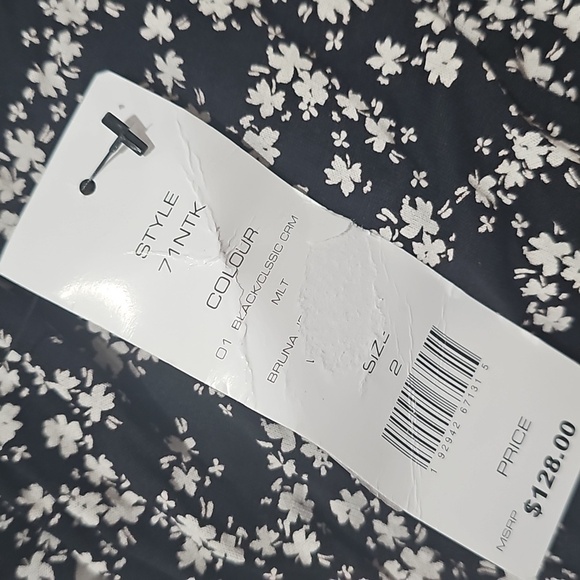 STYLE
71NTK
COLOUR
01 BLACK/CLSSIC CRM
MLT
BRUNA
SIZE
2
1 92942 67131 5
PRICE
MSRP $128.00